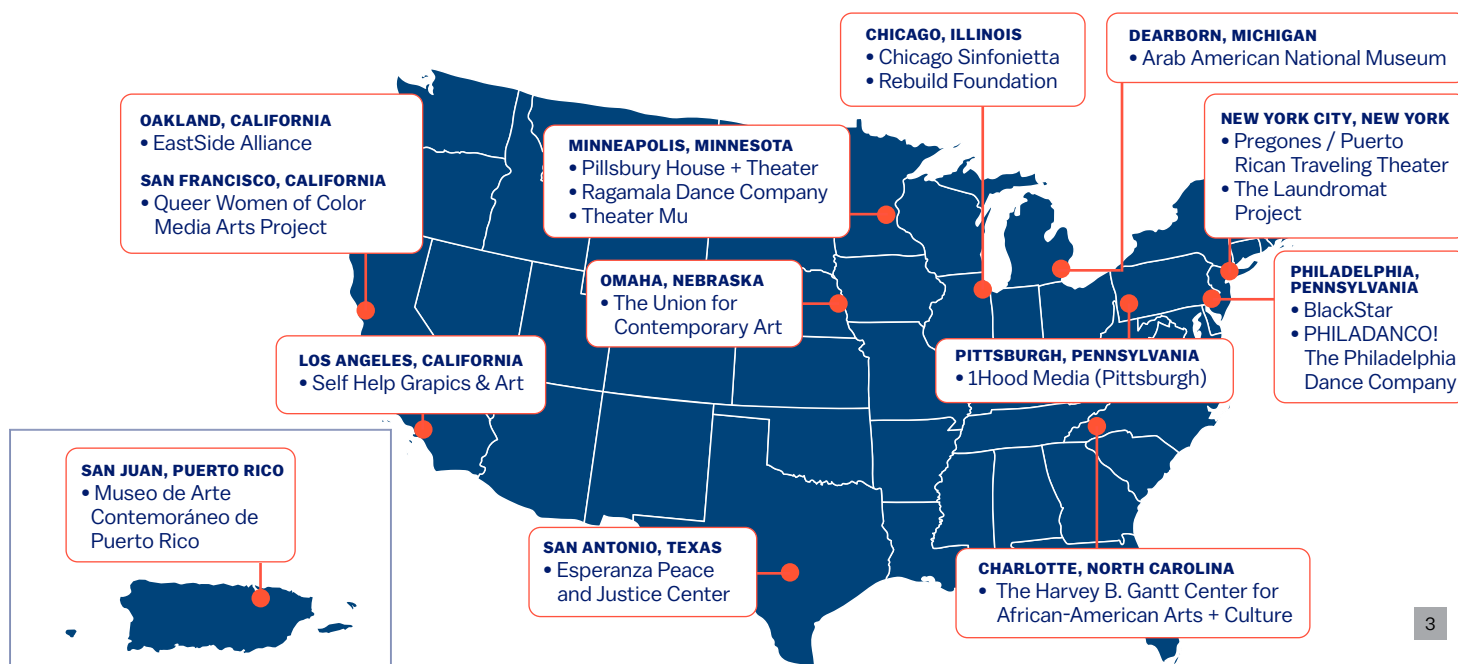 CHICAGO, ILLINOIS
• Chicago Sinfonietta
• Rebuild Foundation
DEARBORN, MICHIGAN
• Arab American National Museum
OAKLAND, CALIFORNIA
• EastSide Alliance
SAN FRANCISCO, CALIFORNIA
• Queer Women of Color
Media Arts Project
MINNEAPOLIS, MINNESOTA
• Pillsbury House + Theater
• Ragamala Dance Company
• Theater Mu
NEW YORK CITY, NEW YORK
• Pregones / Puerto
Rican Traveling Theater
• The Laundromat
Project
OMAHA, NEBRASKA
• The Union for
Contemporary Art
PHILADELPHIA,
PENNSYLVANIA
• BlackStar
• PHILADANCO!
The Philadelphia
Dance Company
LOS ANGELES, CALIFORNIA
• Self Help Grapics & Art
PITTSBURGH, PENNSYLVANIA
• 1Hood Media (Pittsburgh)
SAN JUAN, PUERTO RICO
• Museo de Arte
Contemoráneo de
Puerto Rico
SAN ANTONIO, TEXAS
• Esperanza Peace
and Justice Center
CHARLOTTE, NORTH CAROLINA
• The Harvey B. Gantt Center for
African-American Arts + Culture
3